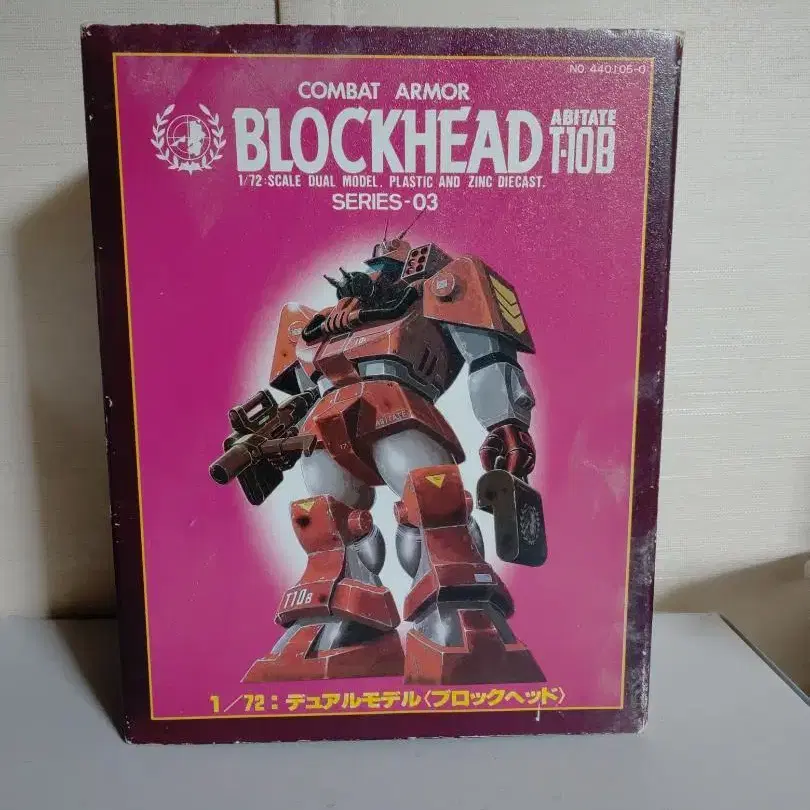 NO. 440105-0
COMBAT ARMOR
BLOCKHEAD
ABITATE
T-10B
1/72:SCALE DUAL MODEL. PLASTIC AND ZINC DIECAST.
SERIES-03
ABITATE
T10B
1/72:デュアルモデル〈ブロックヘッド〉